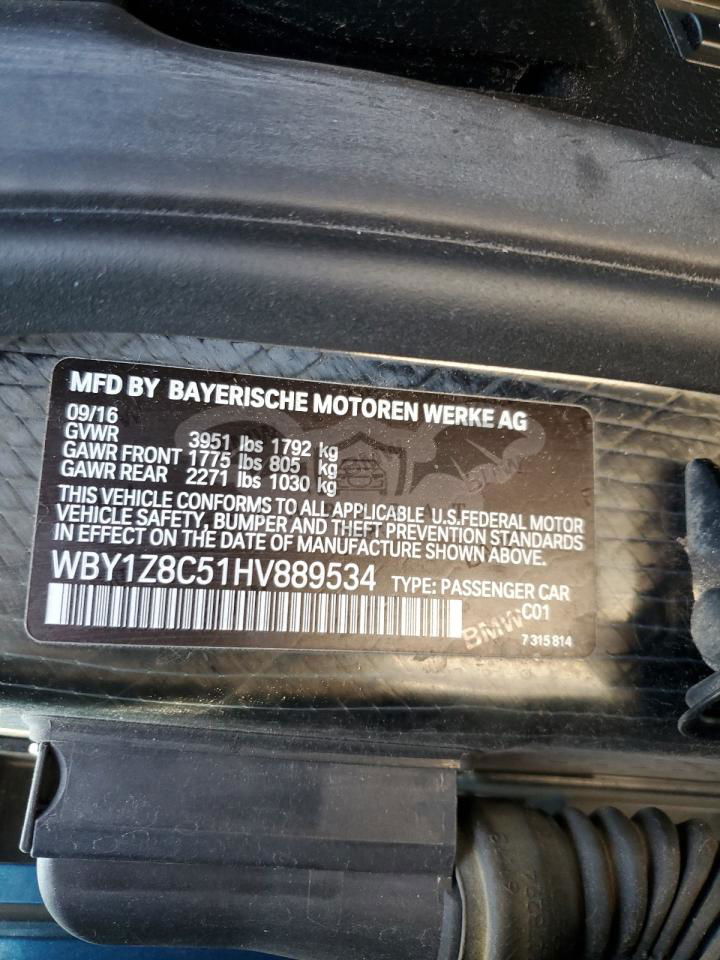 MFD BY BAYERISCHE MOTOREN WERKE AG
09/16
GVWR 3951 lbs 1792 kg
GAWR FRONT 1775 lbs 805 kg
GAWR REAR 2271 lbs 1030 kg
THIS VEHICLE CONFORMS TO ALL APPLICABLE U.S.FEDERAL MOTOR
VEHICLE SAFETY, BUMPER AND THEFT PREVENTION STANDARDS
IN EFFECT ON THE DATE OF MANUFACTURE SHOWN ABOVE.
WBY1Z8C51HV889534 TYPE: PASSENGER CAR
C01
BMW
7 315 814